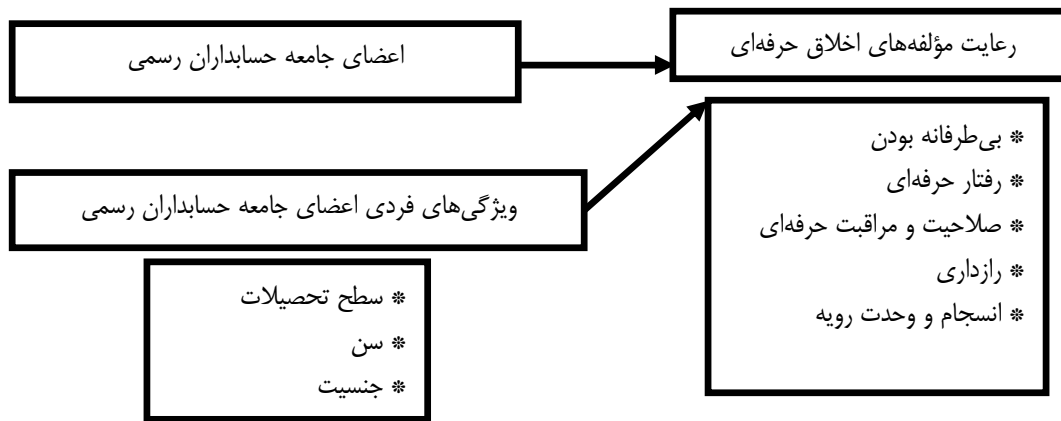 رعایت مؤلفه‌های اخلاق حرفه‌ای
اعضای جامعه حسابداران رسمی
* بی‌طرفانه بودن
* رفتار حرفه‌ای
* صلاحیت و مراقبت حرفه‌ای
* رازداری
* انسجام و وحدت رویه
ویژگی‌های فردی اعضای جامعه حسابداران رسمی
* سطح تحصیلات
* سن
* جنسیت